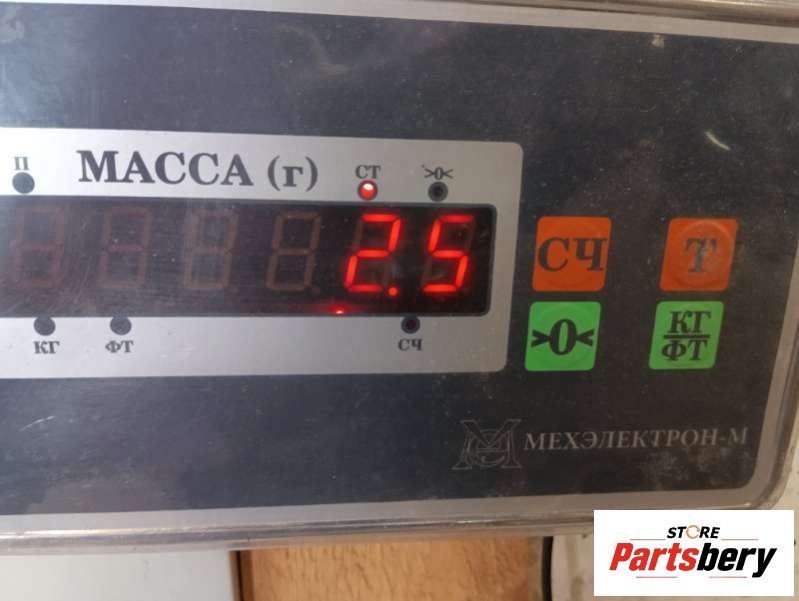 П
МАССА (г)
СТ
>0<
2.5
КГ
ФТ
СЧ
СЧ
Т
>0<
КГ
ФТ
МЕХЭЛЕКТРОН-М
STORE
Partsbery